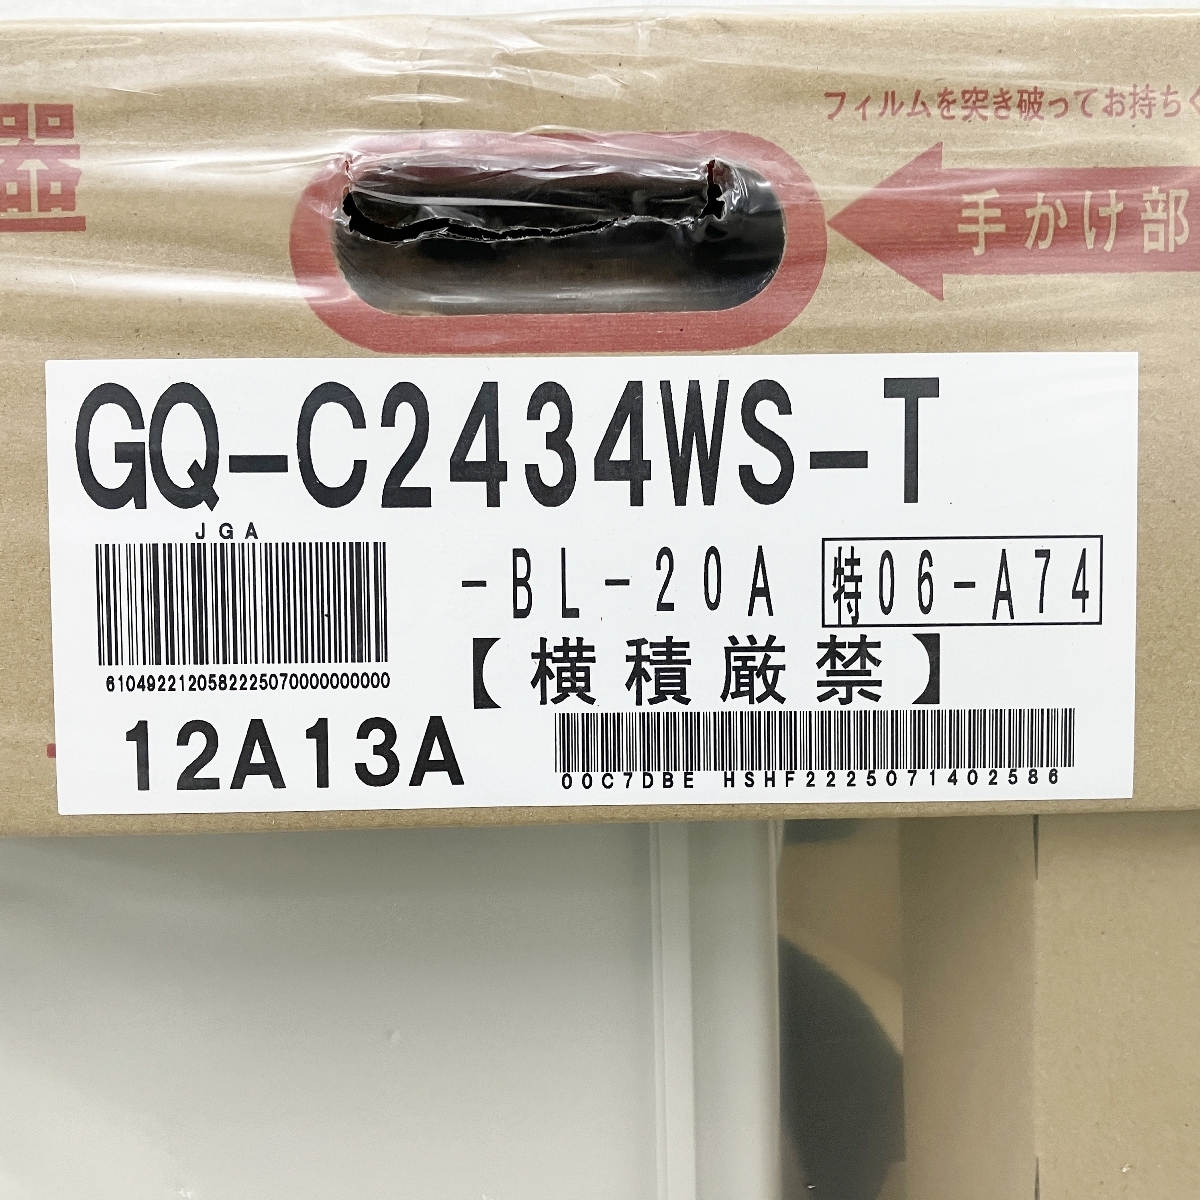 フィルムを突き破ってお持ちく
器
手かけ部
GQ-C2434WS-T
JGA
-BL-20A 特06-A74
6104922120582225070000000000
【横積厳禁】
12A13A
00C7DBE HSHF2225071402586